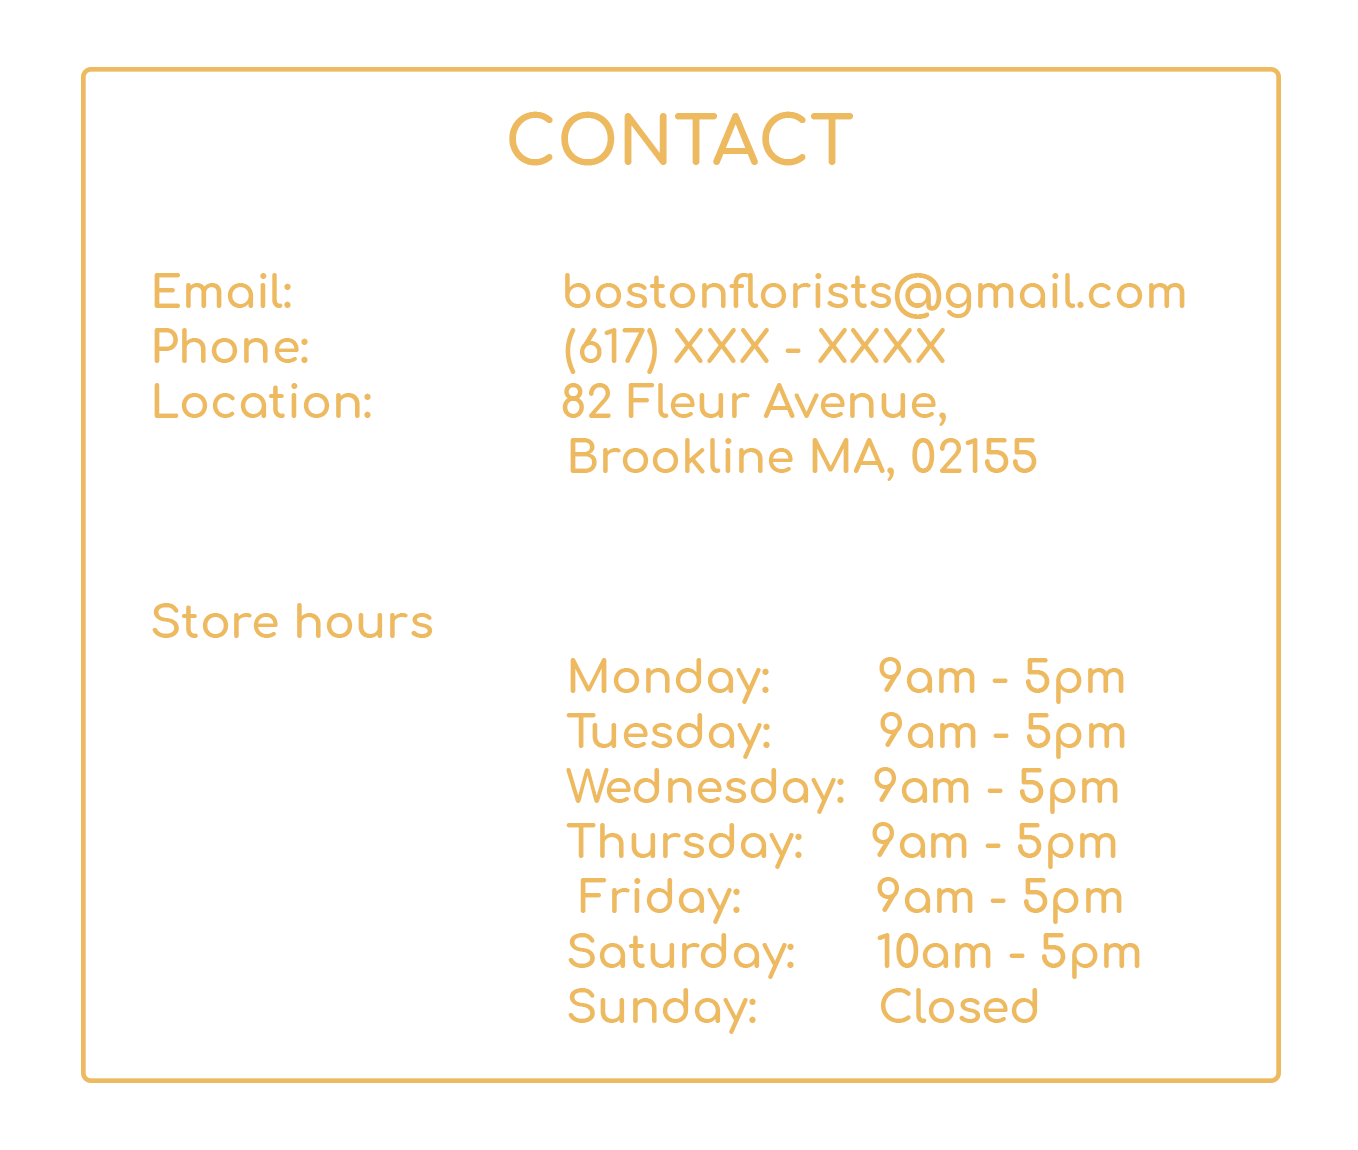 CONTACT
Email: bostonflorists@gmail.com
Phone: (617) XXX - XXXX
Location: 82 Fleur Avenue,
Brookline MA, 02155
Store hours
Monday: 9am - 5pm
Tuesday: 9am - 5pm
Wednesday: 9am - 5pm
Thursday: 9am - 5pm
Friday: 9am - 5pm
Saturday: 10am - 5pm
Sunday: Closed